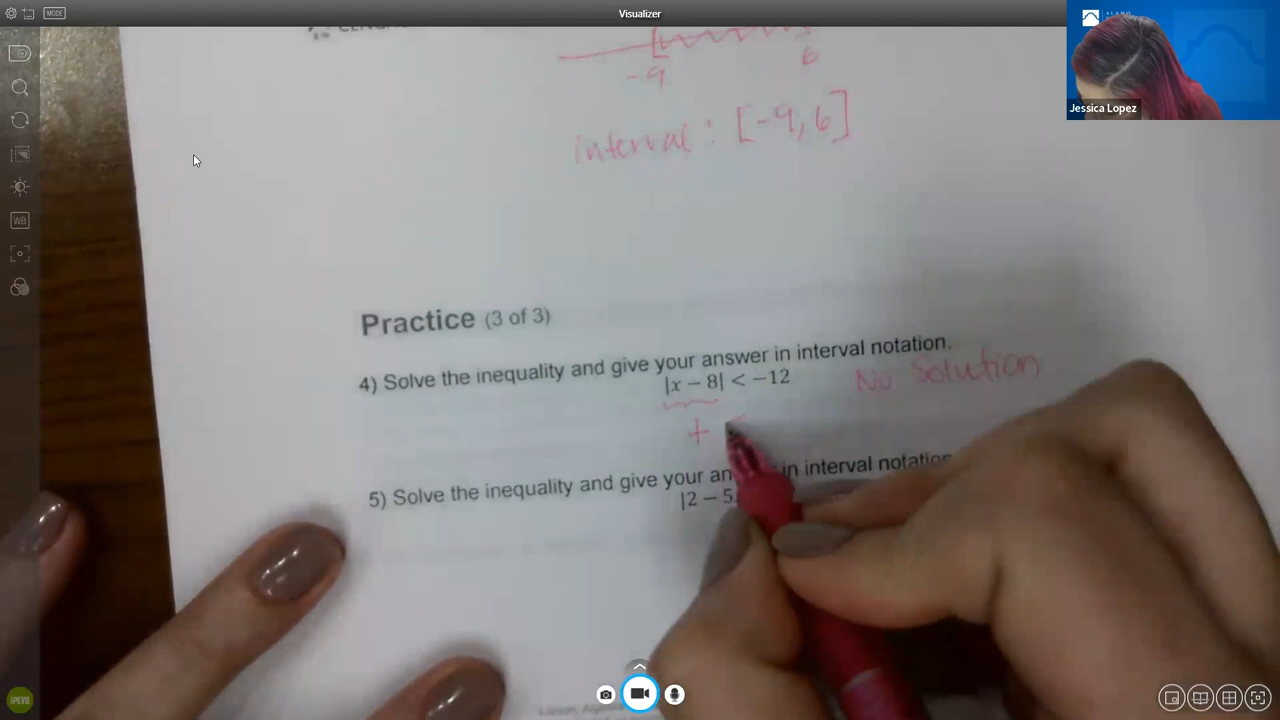 MODE
Visualizer
Jessica Lopez
WB
-9 6
interval: [-9, 6]
Practice (3 of 3)
4) Solve the inequality and give your answer in interval notation.
|x − 8| < −12
No Solution
+ <
5) Solve the inequality and give your in interval notation
|2 − 5
IPEVO